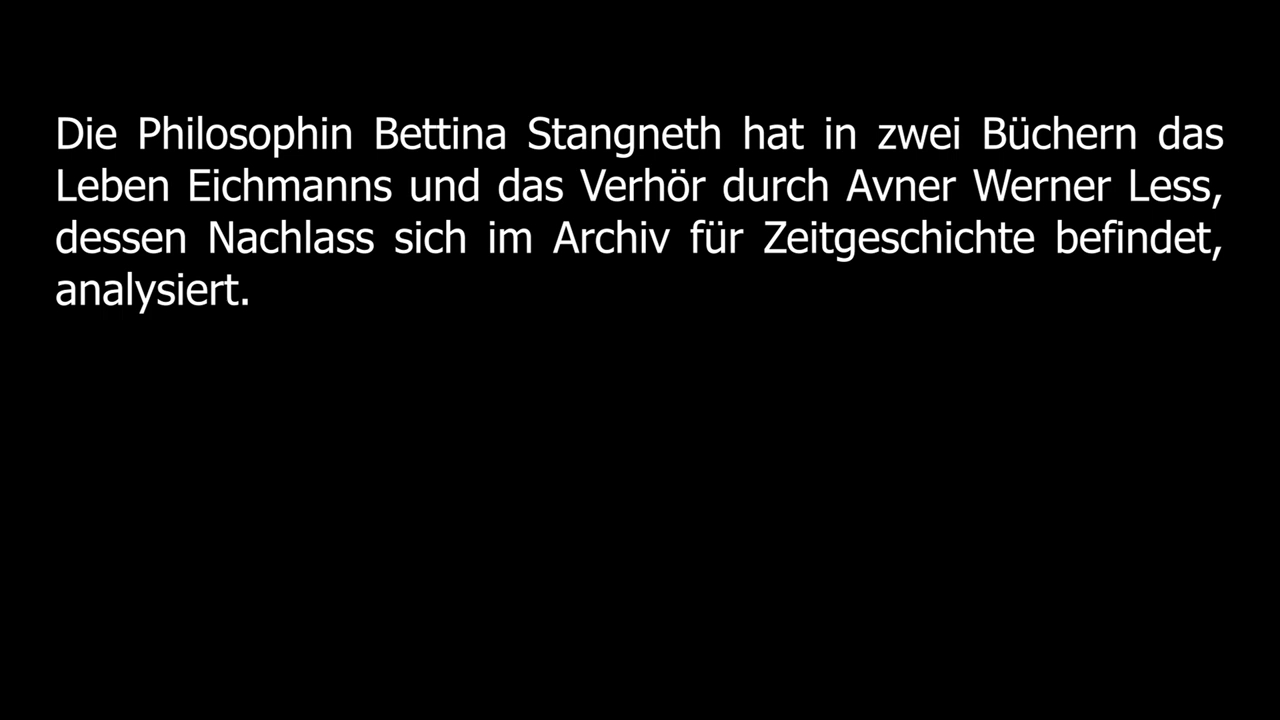 Die Philosophin Bettina Stangneth hat in zwei Büchern das
Leben Eichmanns und das Verhör durch Avner Werner Less,
dessen Nachlass sich im Archiv für Zeitgeschichte befindet,
analysiert.